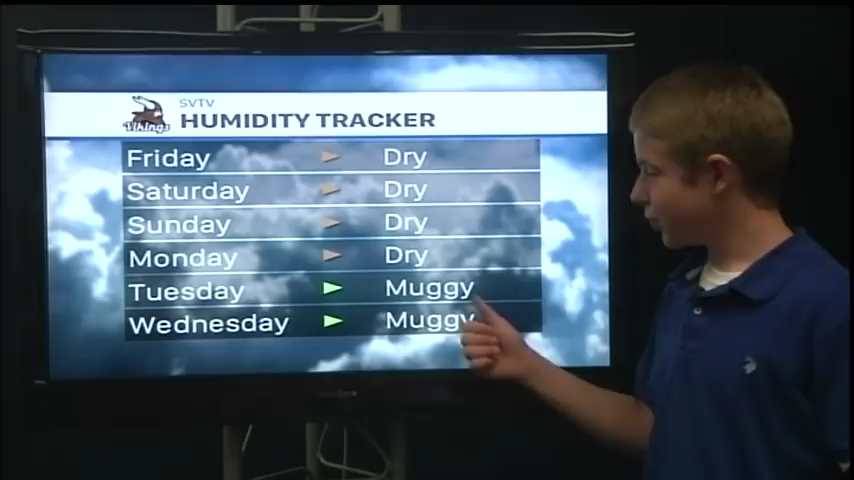 SVTV
Vikings
HUMIDITY TRACKER
Friday Dry
Saturday Dry
Sunday Dry
Monday Dry
Tuesday Muggy
Wednesday Muggy